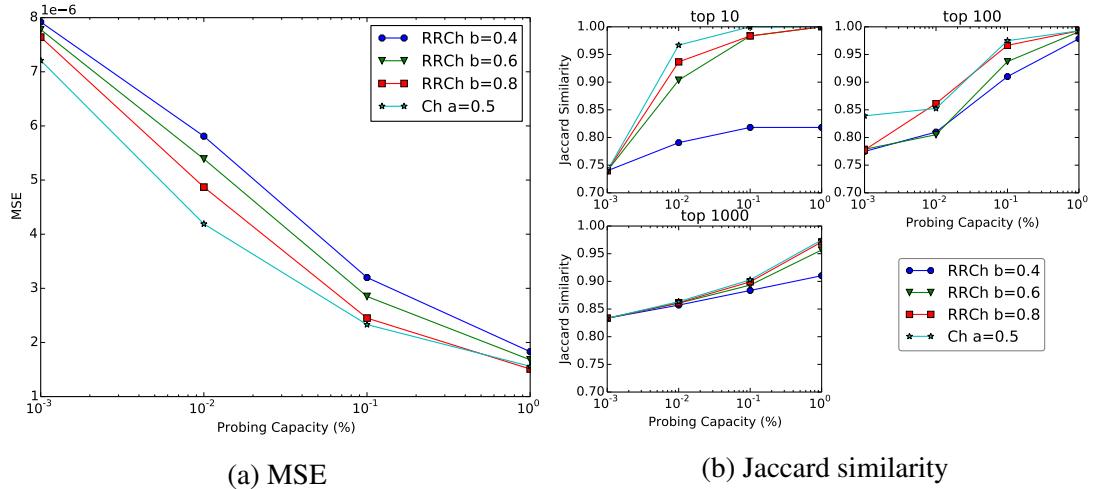 1e−6
8
7
6
5
4
3
2
1
MSE
10^-3
10^-2
10^-1
10^0
Probing Capacity (%)
RRCh b=0.4
RRCh b=0.6
RRCh b=0.8
Ch a=0.5
(a) MSE
top 10
1.00
0.95
0.90
0.85
0.80
0.75
0.70
Jaccard Similarity
10^-3
10^-2
10^-1
10^0
top 100
1.00
0.95
0.90
0.85
0.80
0.75
0.70
10^-3
10^-2
10^-1
10^0
Probing Capacity (%)
top 1000
1.00
0.95
0.90
0.85
0.80
0.75
0.70
Jaccard Similarity
10^-3
10^-2
10^-1
10^0
Probing Capacity (%)
RRCh b=0.4
RRCh b=0.6
RRCh b=0.8
Ch a=0.5
(b) Jaccard similarity